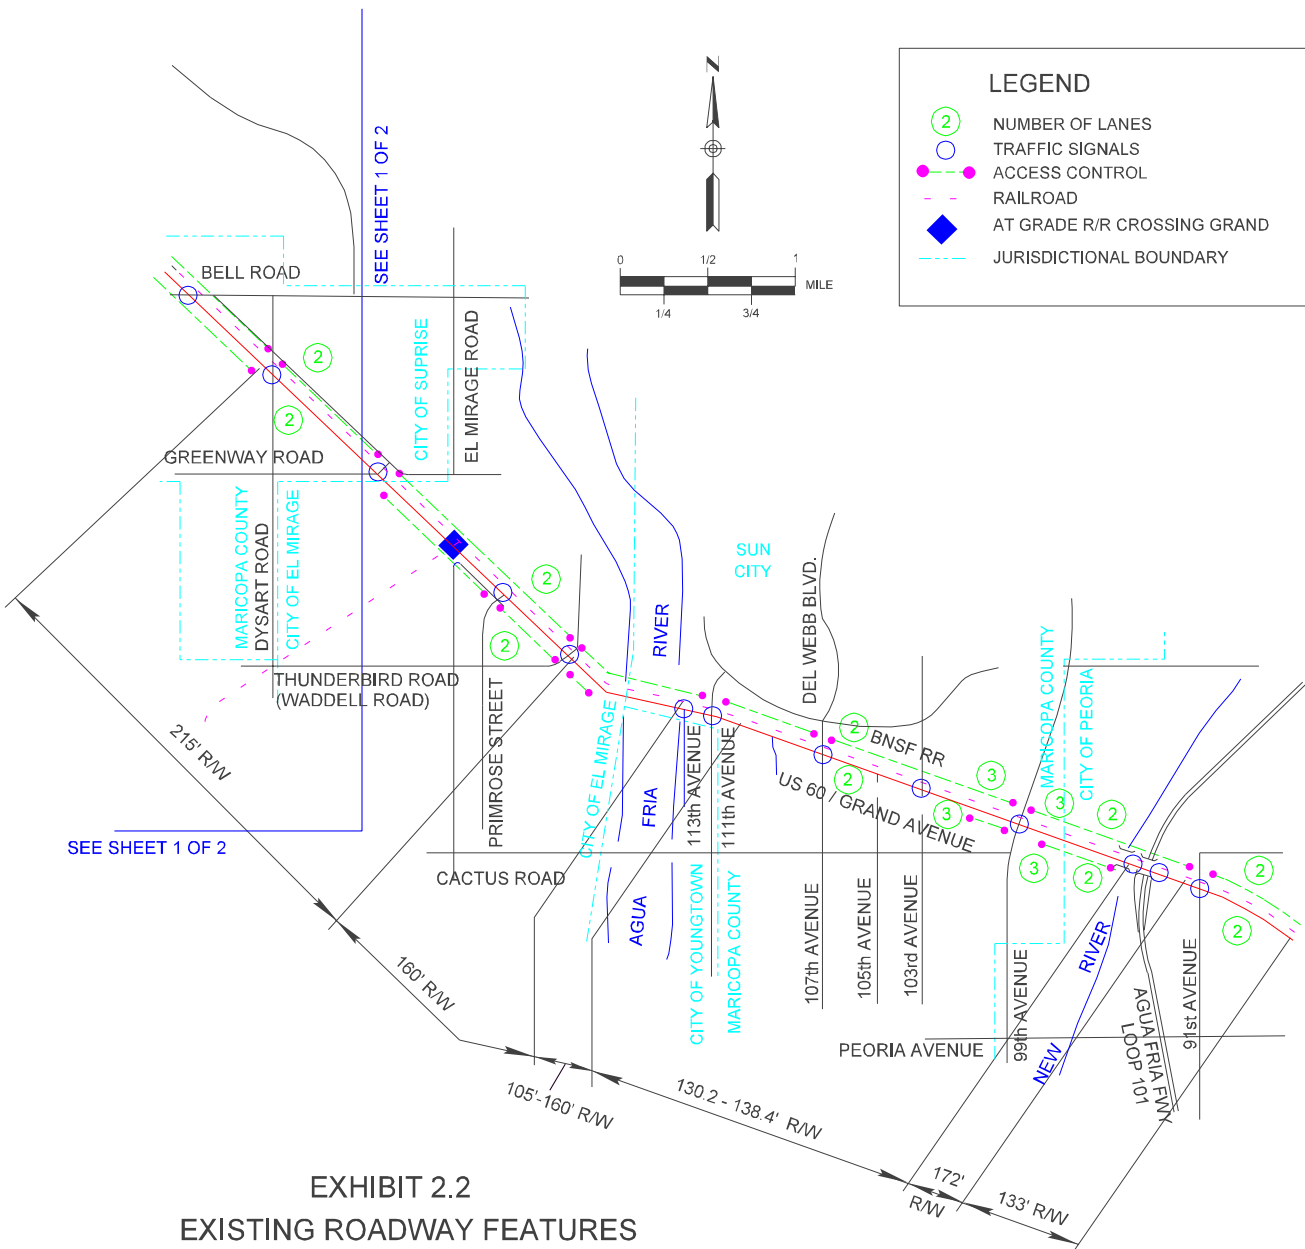 N
LEGEND
2 NUMBER OF LANES
TRAFFIC SIGNALS
ACCESS CONTROL
RAILROAD
AT GRADE R/R CROSSING GRAND
JURISDICTIONAL BOUNDARY
0 1/2 1
MILE
1/4 3/4
SEE SHEET 1 OF 2
BELL ROAD
CITY OF SUPRISE
EL MIRAGE ROAD
2
2
GREENWAY ROAD
MARICOPA COUNTY
DYSART ROAD
CITY OF EL MIRAGE
SUN
CITY
DEL WEBB BLVD.
RIVER
2
2
THUNDERBIRD ROAD
(WADDELL ROAD)
PRIMROSE STREET
CITY OF EL MIRAGE
MARICOPA COUNTY
CITY OF PEORIA
215' R/W
113th AVENUE
111th AVENUE
2
BNSF RR
2
US 60 / GRAND AVENUE
3
3
3
3
2
2
2
2
FRIA
AGUA
SEE SHEET 1 OF 2
CACTUS ROAD
CITY OF YOUNGTOWN
MARICOPA COUNTY
107th AVENUE
105th AVENUE
103rd AVENUE
99th AVENUE
RIVER
NEW
AGUA FRIA FWY
LOOP 101
91st AVENUE
PEORIA AVENUE
160' R/W
105'-160' R/W
130.2 - 138.4' R/W
172'
R/W
133' R/W
EXHIBIT 2.2
EXISTING ROADWAY FEATURES